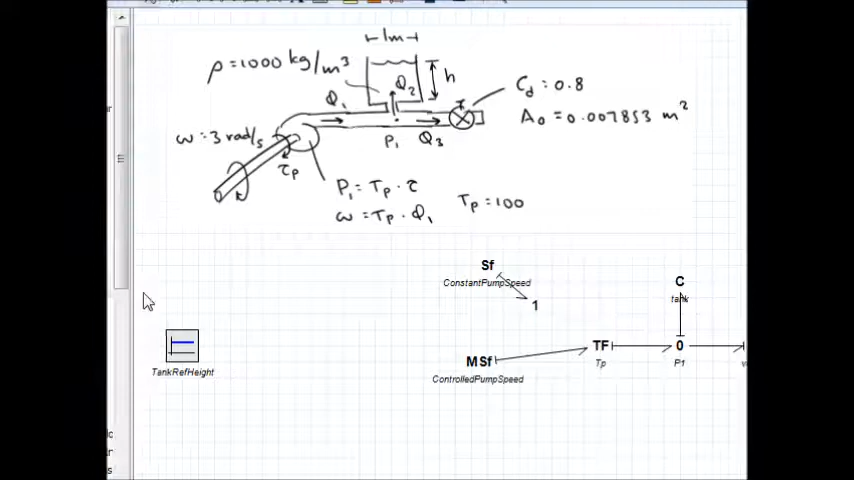 1m
ρ = 1000 kg/m³
h
Q₂
C_d = 0.8
Q₁
A₀ = 0.007853 m²
ω = 3 rad/s
P₁
Q₃
τ_P
P₁ = T_P · τ
T_P = 100
ω = T_P · Q₁
Sf
ConstantPumpSpeed
1
C
tank
MSf
ControlledPumpSpeed
TF
Tp
0
P1
TankRefHeight